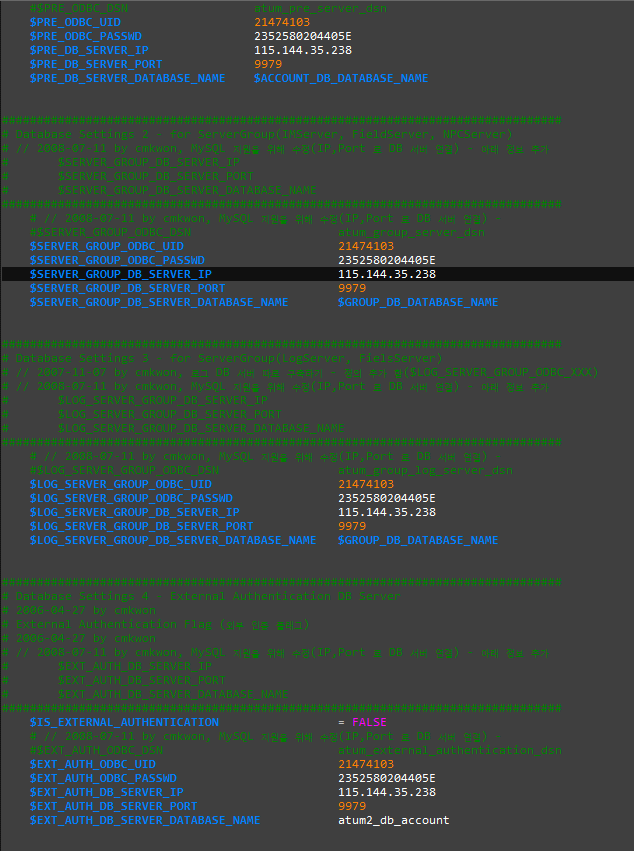 #$PRE_ODBC_DSN atum_pre_server_dsn
$PRE_ODBC_UID 21474103
$PRE_ODBC_PASSWD 2352580204405E
$PRE_DB_SERVER_IP 115.144.35.238
$PRE_DB_SERVER_PORT 9979
$PRE_DB_SERVER_DATABASE_NAME $ACCOUNT_DB_DATABASE_NAME
################################################################################
# Database Settings 2 - for ServerGroup(IMServer, FieldServer, NPCServer)
# // 2008-07-11 by cmkwon, MySQL 지원을 위해 수정(IP,Port 로 DB 서버 연결) - 아래 정보 추가
# $SERVER_GROUP_DB_SERVER_IP
# $SERVER_GROUP_DB_SERVER_PORT
# $SERVER_GROUP_DB_SERVER_DATABASE_NAME
################################################################################
# // 2008-07-11 by cmkwon, MySQL 지원을 위해 수정(IP,Port 로 DB 서버 연결) -
#$SERVER_GROUP_ODBC_DSN atum_group_server_dsn
$SERVER_GROUP_ODBC_UID 21474103
$SERVER_GROUP_ODBC_PASSWD 2352580204405E
$SERVER_GROUP_DB_SERVER_IP 115.144.35.238
$SERVER_GROUP_DB_SERVER_PORT 9979
$SERVER_GROUP_DB_SERVER_DATABASE_NAME $GROUP_DB_DATABASE_NAME
################################################################################
# Database Settings 3 - for ServerGroup(LogServer, FielsServer)
# // 2007-11-07 by cmkwon, 로그 DB 서버 따로 구축하기 - 정의 추가 함($LOG_SERVER_GROUP_ODBC_XXX)
# // 2008-07-11 by cmkwon, MySQL 지원을 위해 수정(IP,Port 로 DB 서버 연결) - 아래 정보 추가
# $LOG_SERVER_GROUP_DB_SERVER_IP
# $LOG_SERVER_GROUP_DB_SERVER_PORT
# $LOG_SERVER_GROUP_DB_SERVER_DATABASE_NAME
################################################################################
# // 2008-07-11 by cmkwon, MySQL 지원을 위해 수정(IP,Port 로 DB 서버 연결) -
#$LOG_SERVER_GROUP_ODBC_DSN atum_group_log_server_dsn
$LOG_SERVER_GROUP_ODBC_UID 21474103
$LOG_SERVER_GROUP_ODBC_PASSWD 2352580204405E
$LOG_SERVER_GROUP_DB_SERVER_IP 115.144.35.238
$LOG_SERVER_GROUP_DB_SERVER_PORT 9979
$LOG_SERVER_GROUP_DB_SERVER_DATABASE_NAME $GROUP_DB_DATABASE_NAME
################################################################################
# Database Settings 4 - External Authentication DB Server
# 2006-04-27 by cmkwon
# External Authentication Flag (외부 인증 플래그)
# 2006-04-27 by cmkwon
# // 2008-07-11 by cmkwon, MySQL 지원을 위해 수정(IP,Port 로 DB 서버 연결) - 아래 정보 추가
# $EXT_AUTH_DB_SERVER_IP
# $EXT_AUTH_DB_SERVER_PORT
# $EXT_AUTH_DB_SERVER_DATABASE_NAME
################################################################################
$IS_EXTERNAL_AUTHENTICATION = FALSE
# // 2008-07-11 by cmkwon, MySQL 지원을 위해 수정(IP,Port 로 DB 서버 연결) -
#$EXT_AUTH_ODBC_DSN atum_external_authentication_dsn
$EXT_AUTH_ODBC_UID 21474103
$EXT_AUTH_ODBC_PASSWD 2352580204405E
$EXT_AUTH_DB_SERVER_IP 115.144.35.238
$EXT_AUTH_DB_SERVER_PORT 9979
$EXT_AUTH_DB_SERVER_DATABASE_NAME atum2_db_account